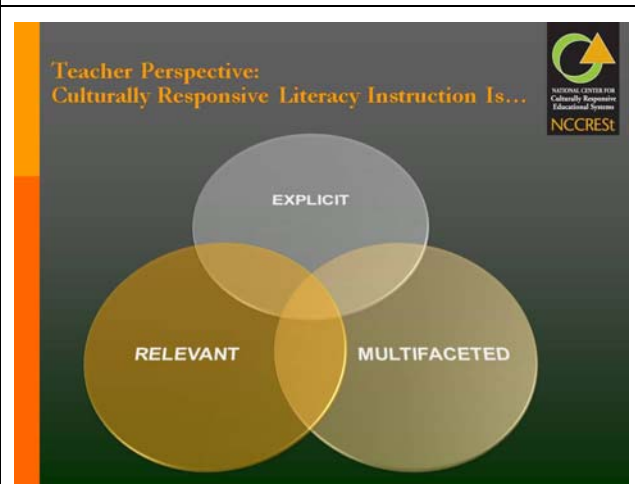 Teacher Perspective:
Culturally Responsive Literacy Instruction Is…
NATIONAL CENTER FOR
Culturally Responsive
Educational Systems
NCCRESt
EXPLICIT
RELEVANT
MULTIFACETED